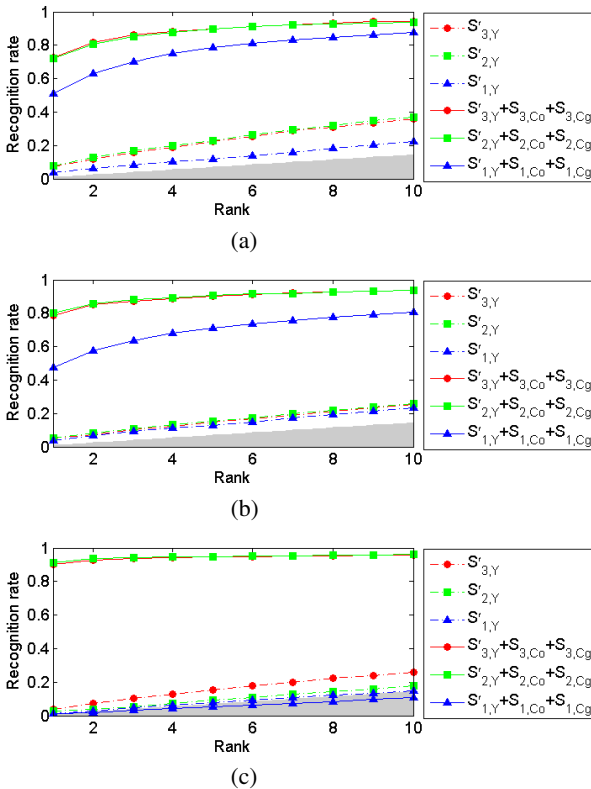 1
0.8
0.6
0.4
0.2
0
Recognition rate
2 4 6 8 10
Rank
S′3,Y
S′2,Y
S′1,Y
S′3,Y+S3,Co+S3,Cg
S′2,Y+S2,Co+S2,Cg
S′1,Y+S1,Co+S1,Cg
(a)
1
0.8
0.6
0.4
0.2
0
Recognition rate
2 4 6 8 10
Rank
S′3,Y
S′2,Y
S′1,Y
S′3,Y+S3,Co+S3,Cg
S′2,Y+S2,Co+S2,Cg
S′1,Y+S1,Co+S1,Cg
(b)
1
0.8
0.6
0.4
0.2
0
Recognition rate
2 4 6 8 10
Rank
S′3,Y
S′2,Y
S′1,Y
S′3,Y+S3,Co+S3,Cg
S′2,Y+S2,Co+S2,Cg
S′1,Y+S1,Co+S1,Cg
(c)